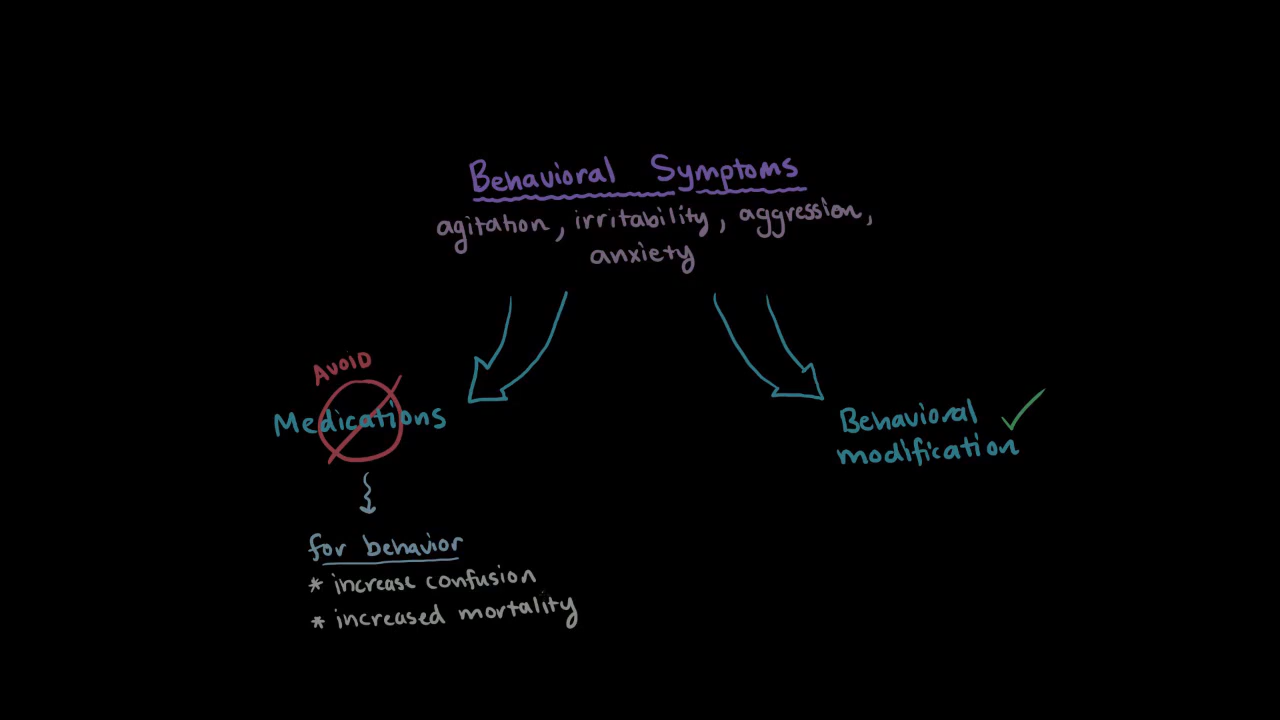 Behavioral Symptoms
agitation, irritability, aggression,
anxiety
AVOID
Medications
Behavioral
modification
for behavior
* increase confusion
* increased mortality